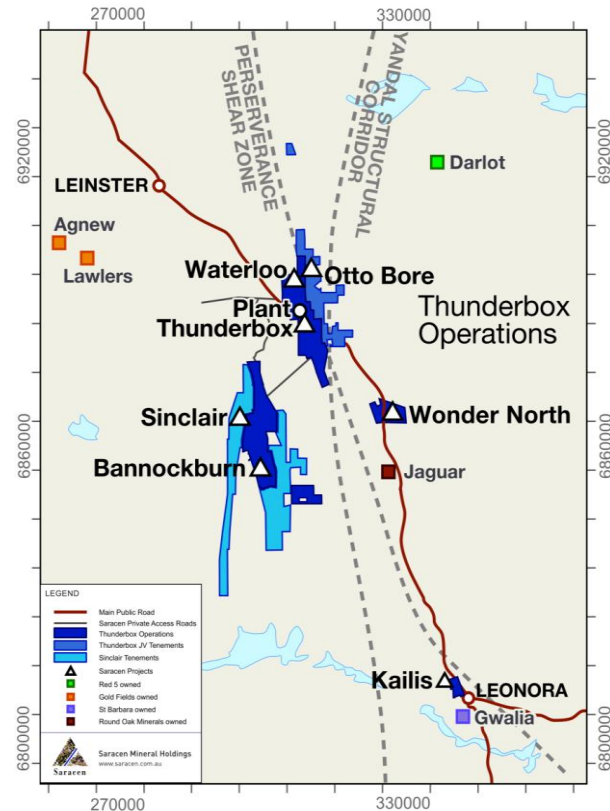 270000
330000
PERSERVERANCE
SHEAR ZONE
YANDAL STRUCTURAL
CORRIDOR
6920000
6920000
Darlot
LEINSTER
Agnew
Lawlers
Waterloo
Otto Bore
Plant
Thunderbox
Thunderbox
Operations
Sinclair
Wonder North
Bannockburn
6860000
6860000
Jaguar
LEGEND
Main Public Road
Saracen Private Access Roads
Thunderbox Operations
Thunderbox JV Tenements
Sinclair Tenements
Saracen Projects
Red 5 owned
Gold Fields owned
St Barbara owned
Round Oak Minerals owned
Saracen
Saracen Mineral Holdings
www.saracen.com.au
Kailis
LEONORA
Gwalia
6800000
6800000
270000
330000